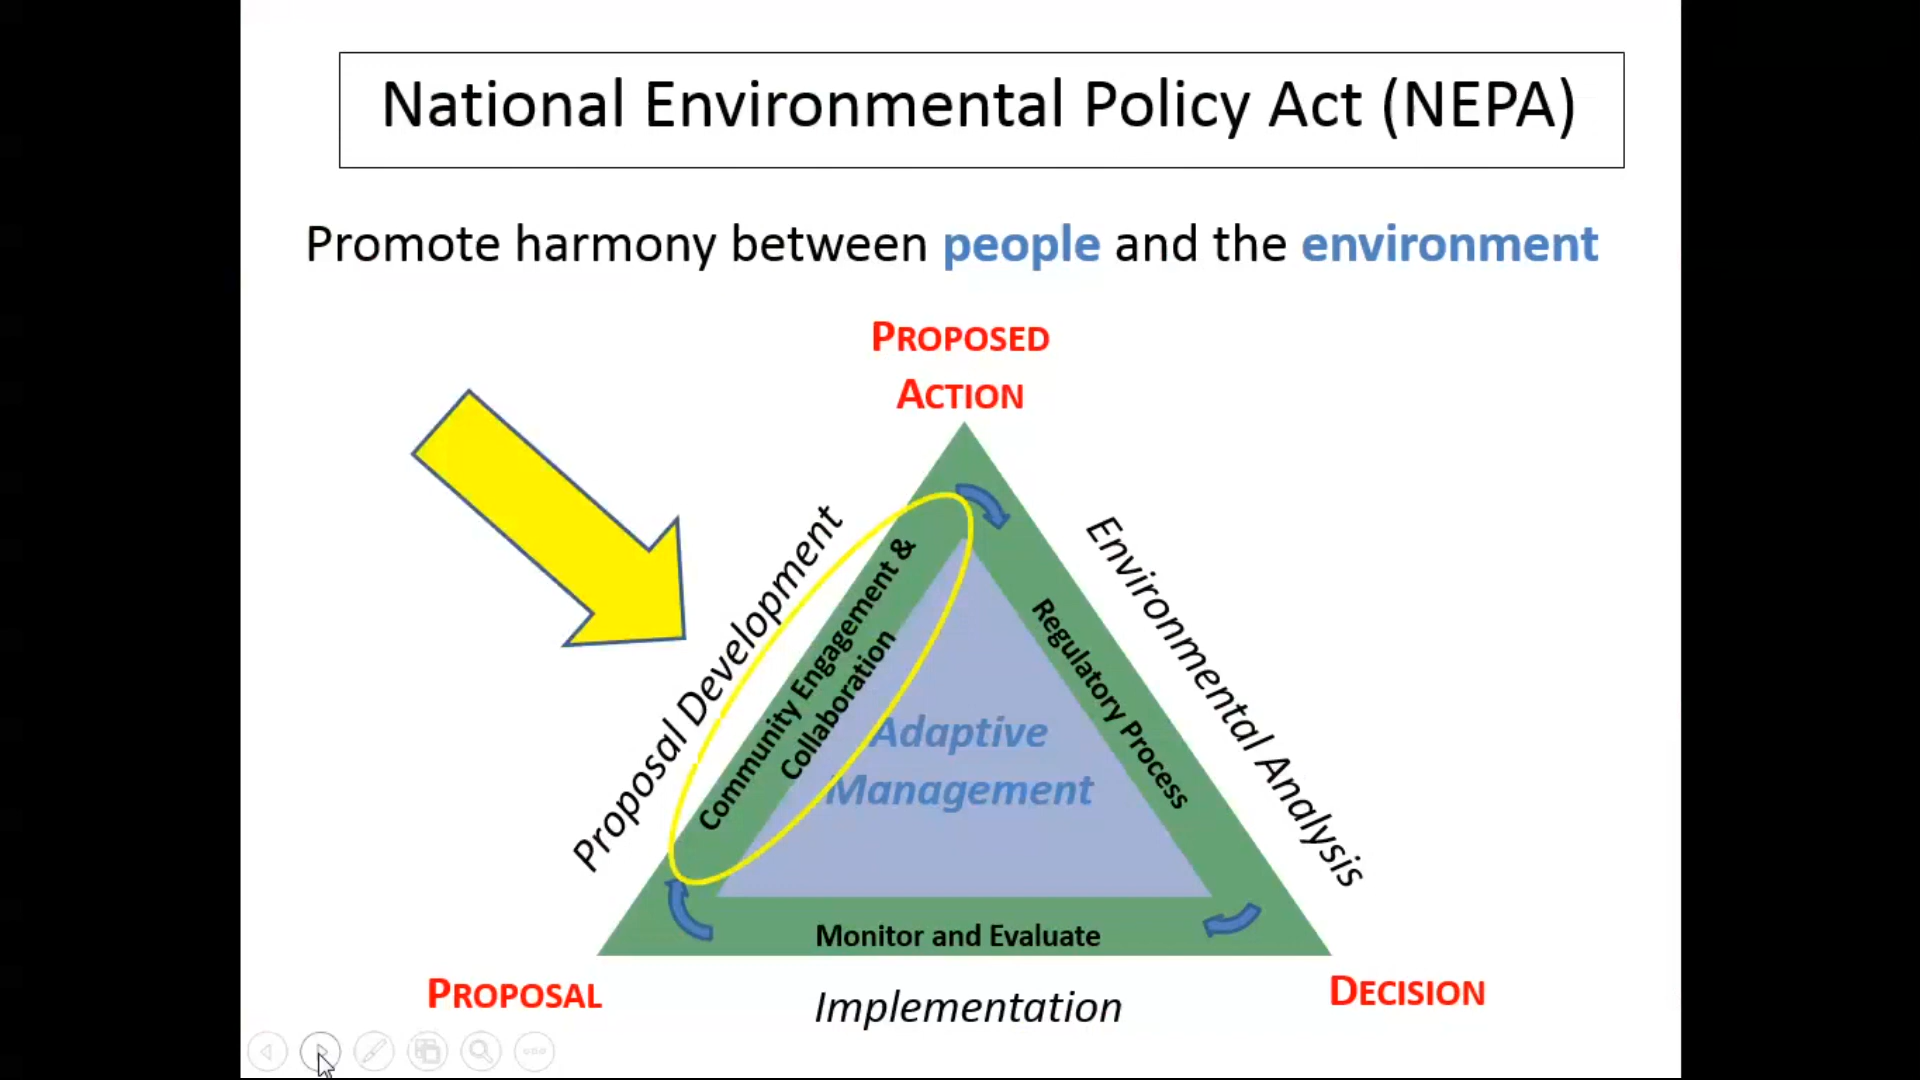 National Environmental Policy Act (NEPA)
Promote harmony between people and the environment
PROPOSED
ACTION
Proposal Development
Community Engagement &
Collaboration
Adaptive
Management
Regulatory Process
Environmental Analysis
Monitor and Evaluate
PROPOSAL
Implementation
DECISION